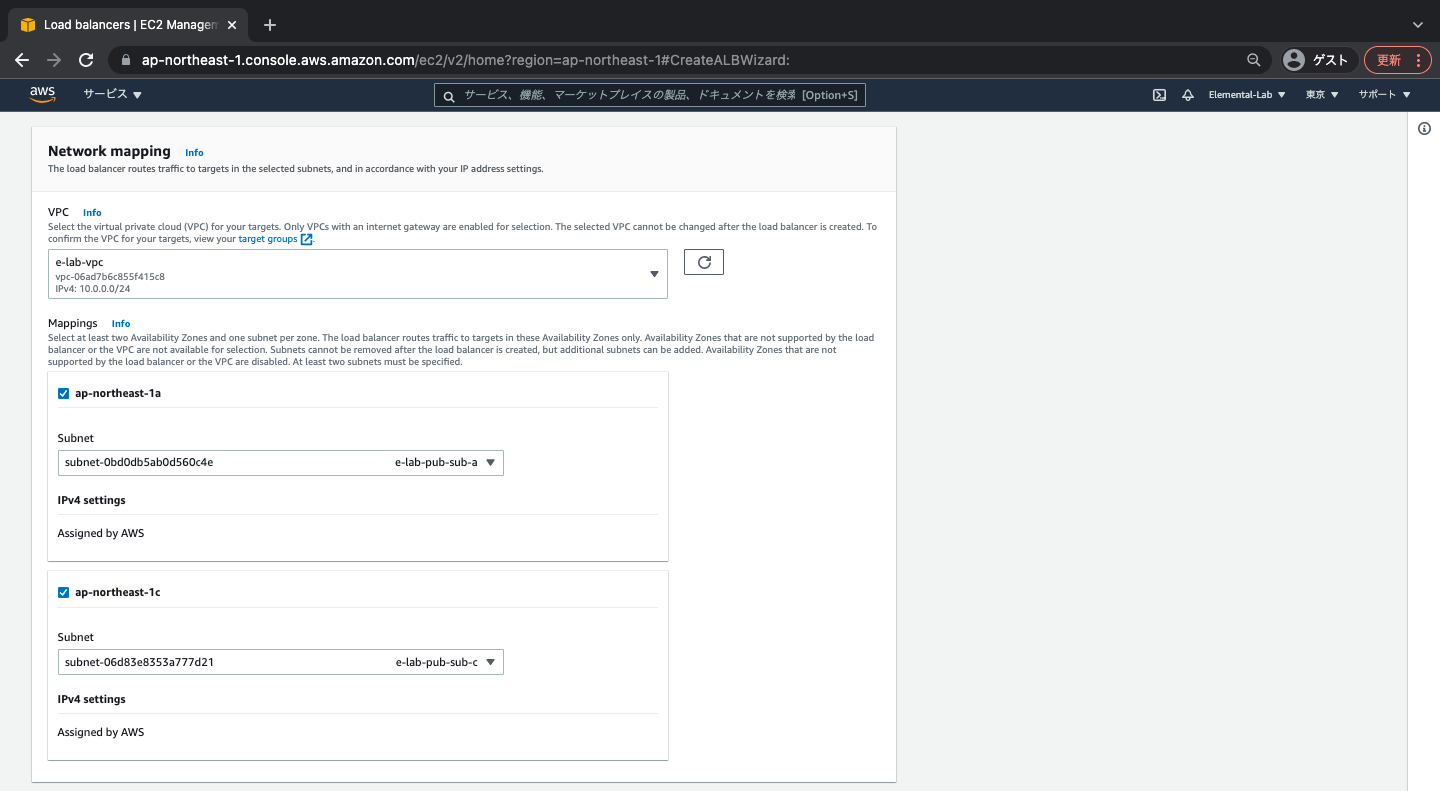 Load balancers | EC2 Managem
ap-northeast-1.console.aws.amazon.com/ec2/v2/home?region=ap-northeast-1#CreateALBWizard:
ゲスト
更新
aws
サービス
サービス、機能、マーケットプレイスの製品、ドキュメントを検索 [Option+S]
Elemental-Lab
東京
サポート
Network mapping Info
The load balancer routes traffic to targets in the selected subnets, and in accordance with your IP address settings.
VPC Info
Select the virtual private cloud (VPC) for your targets. Only VPCs with an internet gateway are enabled for selection. The selected VPC cannot be changed after the load balancer is created. To
confirm the VPC for your targets, view your target groups.
e-lab-vpc
vpc-06ad7b6c855f415c8
IPv4: 10.0.0.0/24
Mappings Info
Select at least two Availability Zones and one subnet per zone. The load balancer routes traffic to targets in these Availability Zones only. Availability Zones that are not supported by the load
balancer or the VPC are not available for selection. Subnets cannot be removed after the load balancer is created, but additional subnets can be added. Availability Zones that are not
supported by the load balancer or the VPC are disabled. At least two subnets must be specified.
ap-northeast-1a
Subnet
subnet-0bd0db5ab0d560c4e e-lab-pub-sub-a
IPv4 settings
Assigned by AWS
ap-northeast-1c
Subnet
subnet-06d83e8353a777d21 e-lab-pub-sub-c
IPv4 settings
Assigned by AWS